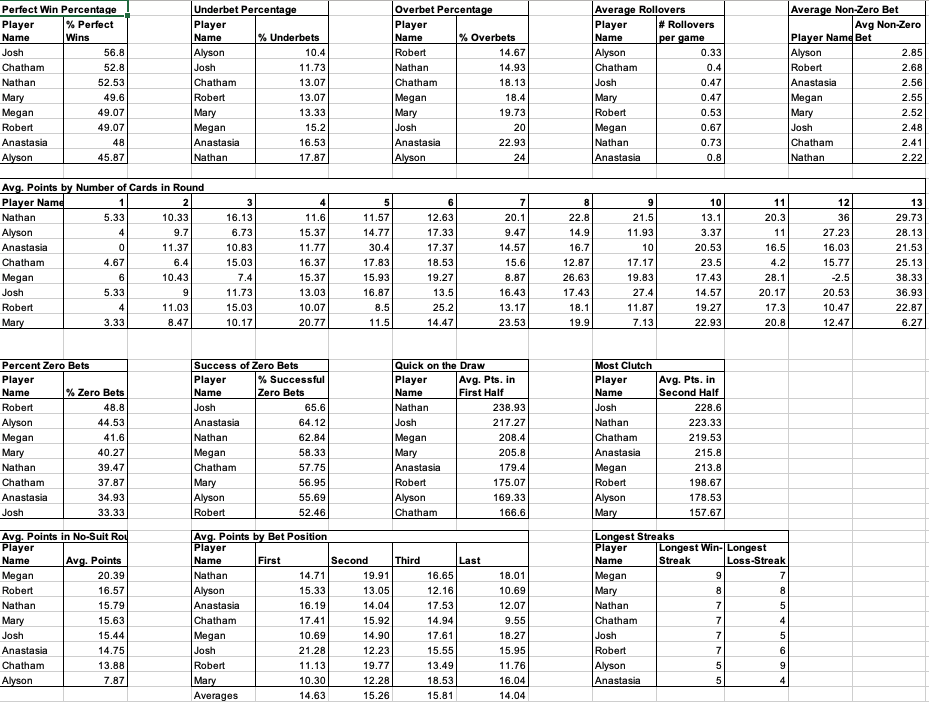 Perfect Win Percentage Underbet Percentage Overbet Percentage Average Rollovers Average Non-Zero Bet
Player % Perfect Player Player Player # Rollovers Avg Non-Zero
Name Wins Name % Underbets Name % Overbets Name per game Player Name Bet
Josh 56.8 Alyson 10.4 Robert 14.67 Alyson 0.33 Alyson 2.85
Chatham 52.8 Josh 11.73 Nathan 14.93 Chatham 0.4 Robert 2.68
Nathan 52.53 Chatham 13.07 Chatham 18.13 Josh 0.47 Anastasia 2.56
Mary 49.6 Robert 13.07 Megan 18.4 Mary 0.47 Megan 2.55
Megan 49.07 Mary 13.33 Mary 19.73 Robert 0.53 Mary 2.52
Robert 49.07 Megan 15.2 Josh 20 Megan 0.67 Josh 2.48
Anastasia 48 Anastasia 16.53 Anastasia 22.93 Nathan 0.73 Chatham 2.41
Alyson 45.87 Nathan 17.87 Alyson 24 Anastasia 0.8 Nathan 2.22
Avg. Points by Number of Cards in Round
Player Name 1 2 3 4 5 6 7 8 9 10 11 12 13
Nathan 5.33 10.33 16.13 11.6 11.57 12.63 20.1 22.8 21.5 13.1 20.3 36 29.73
Alyson 4 9.7 6.73 15.37 14.77 17.33 9.47 14.9 11.93 3.37 11 27.23 28.13
Anastasia 0 11.37 10.83 11.77 30.4 17.37 14.57 16.7 10 20.53 16.5 16.03 21.53
Chatham 4.67 6.4 15.03 16.37 17.83 18.53 15.6 12.87 17.17 23.5 4.2 15.77 25.13
Megan 6 10.43 7.4 15.37 15.93 19.27 8.87 26.63 19.83 17.43 28.1 -2.5 38.33
Josh 5.33 9 11.73 13.03 16.87 13.5 16.43 17.43 27.4 14.57 20.17 20.53 36.93
Robert 4 11.03 15.03 10.07 8.5 25.2 13.17 18.1 11.87 19.27 17.3 10.47 22.87
Mary 3.33 8.47 10.17 20.77 11.5 14.47 23.53 19.9 7.13 22.93 20.8 12.47 6.27
Percent Zero Bets Success of Zero Bets Quick on the Draw Most Clutch
Player Player % Successful Player Avg. Pts. in Player Avg. Pts. in
Name % Zero Bets Name Zero Bets Name First Half Name Second Half
Robert 48.8 Josh 65.6 Nathan 238.93 Josh 228.6
Alyson 44.53 Anastasia 64.12 Josh 217.27 Nathan 223.33
Megan 41.6 Nathan 62.84 Megan 208.4 Chatham 219.53
Mary 40.27 Megan 58.33 Mary 205.8 Anastasia 215.8
Nathan 39.47 Chatham 57.75 Anastasia 179.4 Megan 213.8
Chatham 37.87 Mary 56.95 Robert 175.07 Robert 198.67
Anastasia 34.93 Alyson 55.69 Alyson 169.33 Alyson 178.53
Josh 33.33 Robert 52.46 Chatham 166.6 Mary 157.67
Avg. Points in No-Suit Rou Avg. Points by Bet Position Longest Streaks
Player Player Player Longest Win- Longest
Name Avg. Points Name First Second Third Last Name Streak Loss-Streak
Megan 20.39 Nathan 14.71 19.91 16.65 18.01 Megan 9 7
Robert 16.57 Alyson 15.33 13.05 12.16 10.69 Mary 8 8
Nathan 15.79 Anastasia 16.19 14.04 17.53 12.07 Nathan 7 5
Mary 15.63 Chatham 17.41 15.92 14.94 9.55 Chatham 7 4
Josh 15.44 Megan 10.69 14.90 17.61 18.27 Josh 7 5
Anastasia 14.75 Josh 21.28 12.23 15.55 15.95 Robert 7 6
Chatham 13.88 Robert 11.13 19.77 13.49 11.76 Alyson 5 9
Alyson 7.87 Mary 10.30 12.28 18.53 16.04 Anastasia 5 4
Averages 14.63 15.26 15.81 14.04